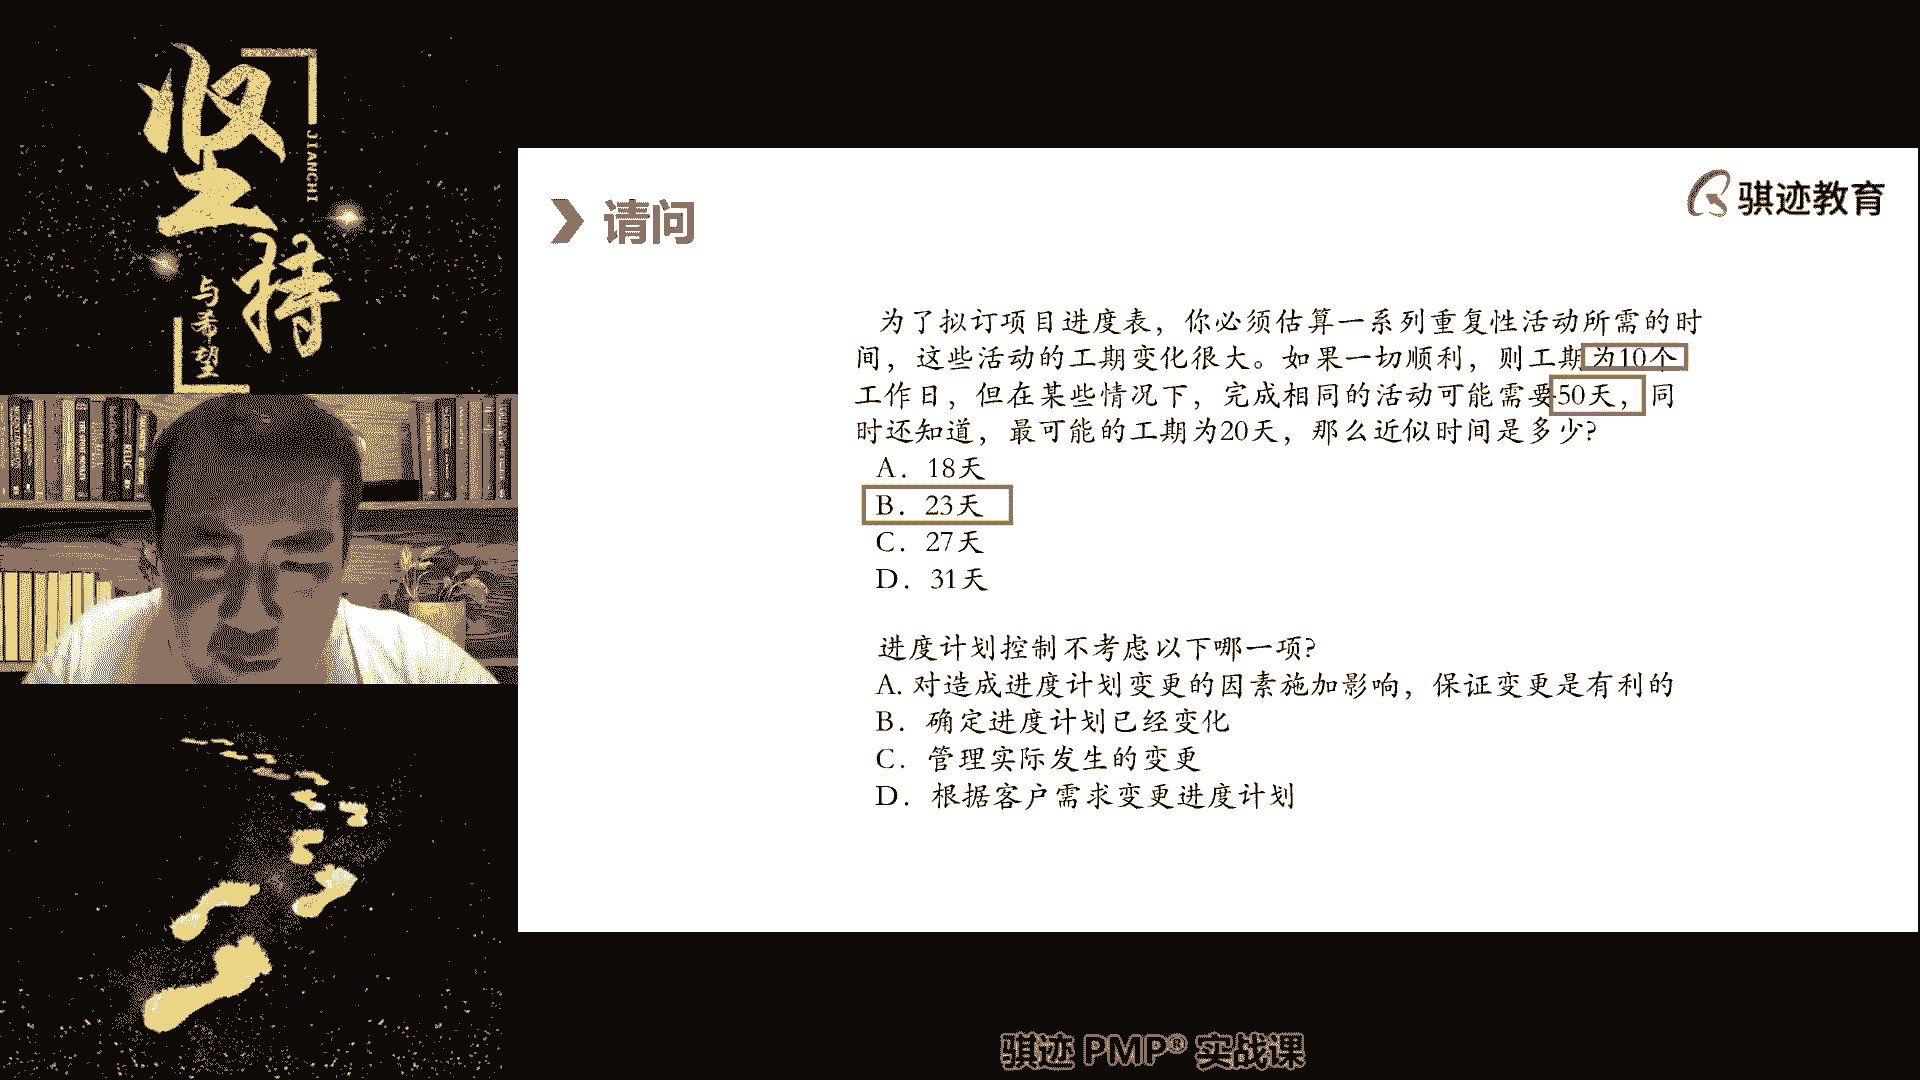 坚持
JIANCHI
与希望
骐迹教育
请问
为了拟订项目进度表，你必须估算一系列重复性活动所需的时
间，这些活动的工期变化很大。如果一切顺利，则工期为10个
工作日，但在某些情况下，完成相同的活动可能需要50天，同
时还知道，最可能的工期为20天，那么近似时间是多少?
A．18天
B．23天
C．27天
D．31天
进度计划控制不考虑以下哪一项?
A. 对造成进度计划变更的因素施加影响，保证变更是有利的
B．确定进度计划已经变化
C．管理实际发生的变更
D．根据客户需求变更进度计划
骐迹 PMP® 实战课